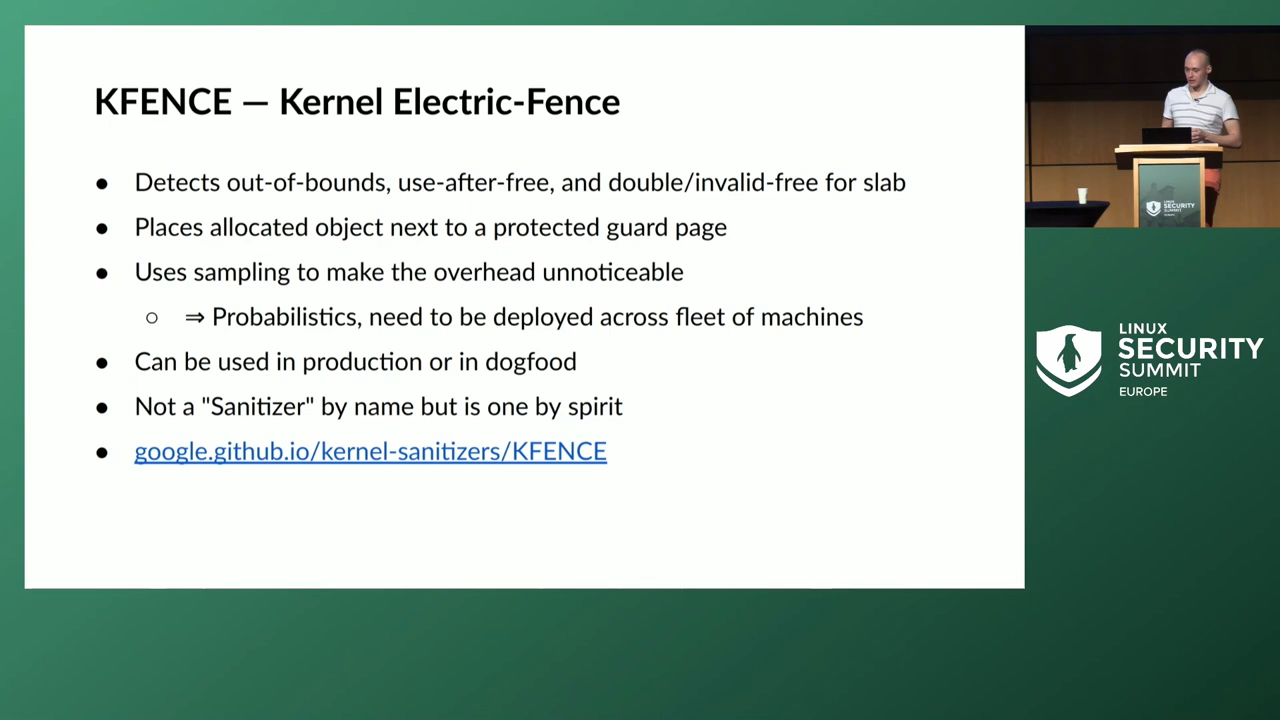 KFENCE — Kernel Electric-Fence
● Detects out-of-bounds, use-after-free, and double/invalid-free for slab
● Places allocated object next to a protected guard page
● Uses sampling to make the overhead unnoticeable
○ ⇒ Probabilistics, need to be deployed across fleet of machines
● Can be used in production or in dogfood
● Not a "Sanitizer" by name but is one by spirit
● google.github.io/kernel-sanitizers/KFENCE
LINUX
SECURITY
SUMMIT
LINUX
SECURITY
SUMMIT
EUROPE